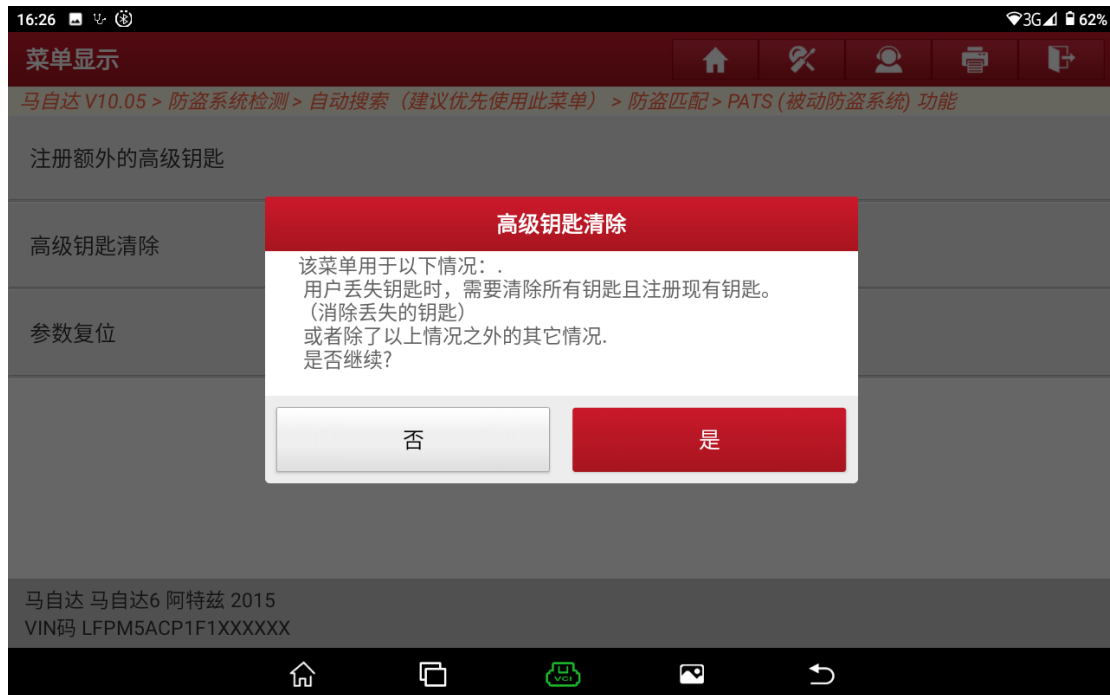 16:26
3G 62%
菜单显示
马自达 V10.05 > 防盗系统检测 > 自动搜索（建议优先使用此菜单） > 防盗匹配 > PATS (被动防盗系统) 功能
注册额外的高级钥匙
高级钥匙清除
高级钥匙清除
该菜单用于以下情况：.
用户丢失钥匙时，需要清除所有钥匙且注册现有钥匙。
（消除丢失的钥匙）
或者除了以上情况之外的其它情况.
是否继续?
参数复位
否
是
马自达 马自达6 阿特兹 2015
VIN码 LFPM5ACP1F1XXXXXX
VCI